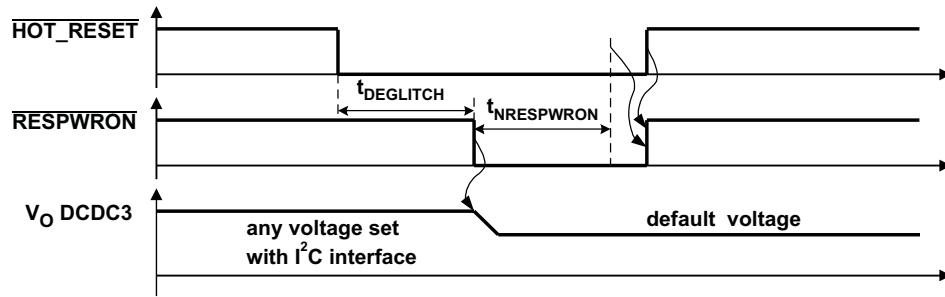 HOT_RESET
tDEGLITCH
RESPWRON
tNRESPWRON
VO DCDC3
any voltage set
with I2C interface
default voltage